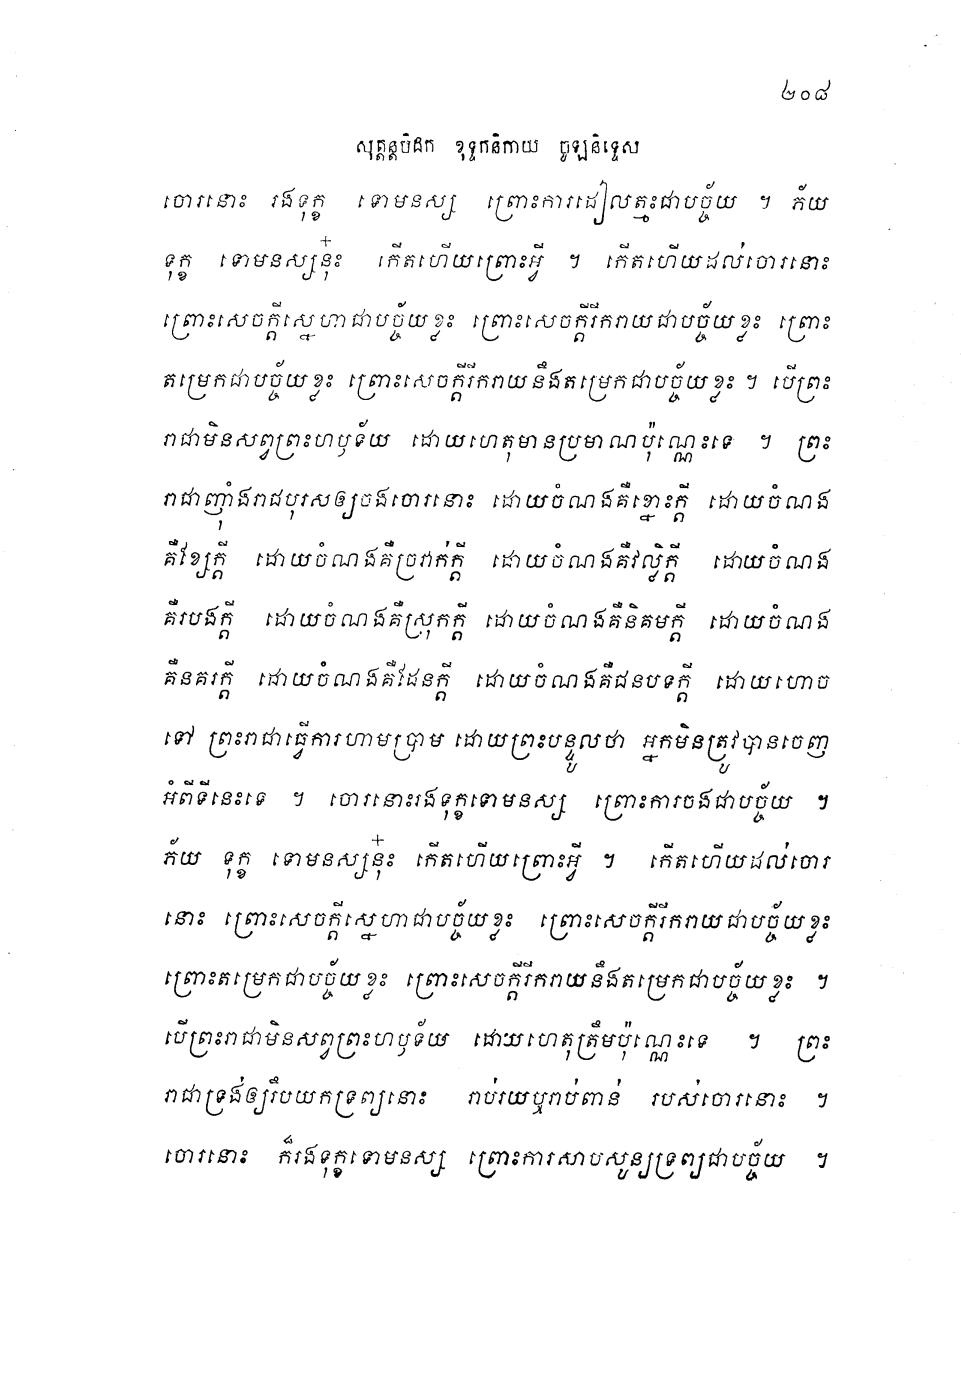 ២០៨
សុត្តន្តបិដក ខុទ្ទកនិកាយ ចូឡនិទ្ទេស
ចោរនោះ រងទុក្ខ ទោមនស្ស ព្រោះការដៀលត្មះជាបច្ច័យ ។ ភ័យ
ទុក្ខ ទោមនស្សនុ៎ះ កើតហើយព្រោះអ្វី ។ កើតហើយដល់ចោរនោះ
ព្រោះសេចក្តីស្នេហាជាបច្ច័យខ្លះ ព្រោះសេចក្តីរីករាយជាបច្ច័យខ្លះ ព្រោះ
តម្រេកជាបច្ច័យខ្លះ ព្រោះសេចក្តីរីករាយនឹងតម្រេកជាបច្ច័យខ្លះ ។ បើព្រះ
រាជាមិនសព្វព្រះហឫទ័យ ដោយហេតុមានប្រមាណប៉ុណ្ណេះទេ ។ ព្រះ
រាជាញ៉ាំងរាជបុរសឲ្យចងចោរនោះ ដោយចំណងគឺខ្នោះក្តី ដោយចំណង
គឺខ្សែក្តី ដោយចំណងគឺច្រវាក់ក្តី ដោយចំណងគឺវល្លិ៍ក្តី ដោយចំណង
គឺរបងក្តី ដោយចំណងគឺស្រុកក្តី ដោយចំណងគឺនិគមក្តី ដោយចំណង
គឺនគរក្តី ដោយចំណងគឺដែនក្តី ដោយចំណងគឺជនបទក្តី ដោយហោច
ទៅ ព្រះរាជាធ្វើការហាមប្រាម ដោយព្រះបន្ទូលថា អ្នកមិនត្រូវបានចេញ
អំពីទីនេះទេ ។ ចោរនោះរងទុក្ខទោមនស្ស ព្រោះការចងជាបច្ច័យ ។
ភ័យ ទុក្ខ ទោមនស្សនុ៎ះ កើតហើយព្រោះអ្វី ។ កើតហើយដល់ចោរ
នោះ ព្រោះសេចក្តីស្នេហាជាបច្ច័យខ្លះ ព្រោះសេចក្តីរីករាយជាបច្ច័យខ្លះ
ព្រោះតម្រេកជាបច្ច័យខ្លះ ព្រោះសេចក្តីរីករាយនឹងតម្រេកជាបច្ច័យខ្លះ ។
បើព្រះរាជាមិនសព្វព្រះហឫទ័យ ដោយហេតុត្រឹមប៉ុណ្ណេះទេ ។ ព្រះ
រាជាទ្រង់ឲ្យរឹបយកទ្រព្យនោះ រាប់រយឬរាប់ពាន់ របស់ចោរនោះ ។
ចោរនោះ ក៏រងទុក្ខទោមនស្ស ព្រោះការសាបសូន្យទ្រព្យជាបច្ច័យ ។